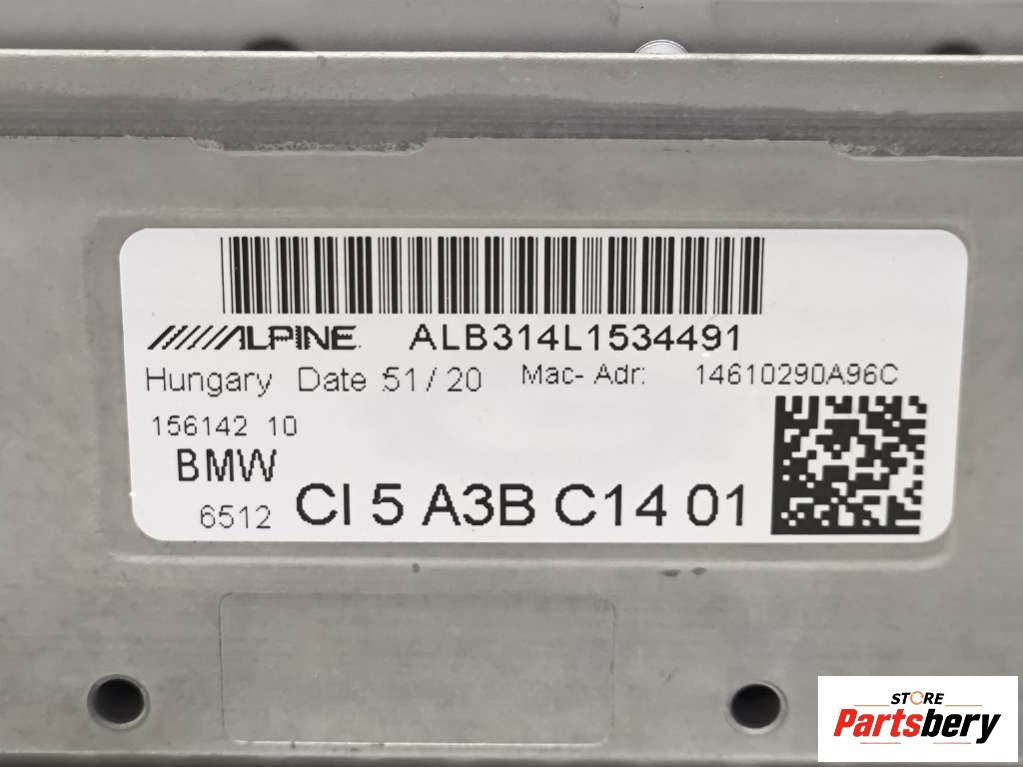 ALPINE ALB314L1534491
Hungary Date 51/20 Mac- Adr: 14610290A96C
156142 10
BMW
6512 CI 5 A3B C14 01
STORE
Partsbery